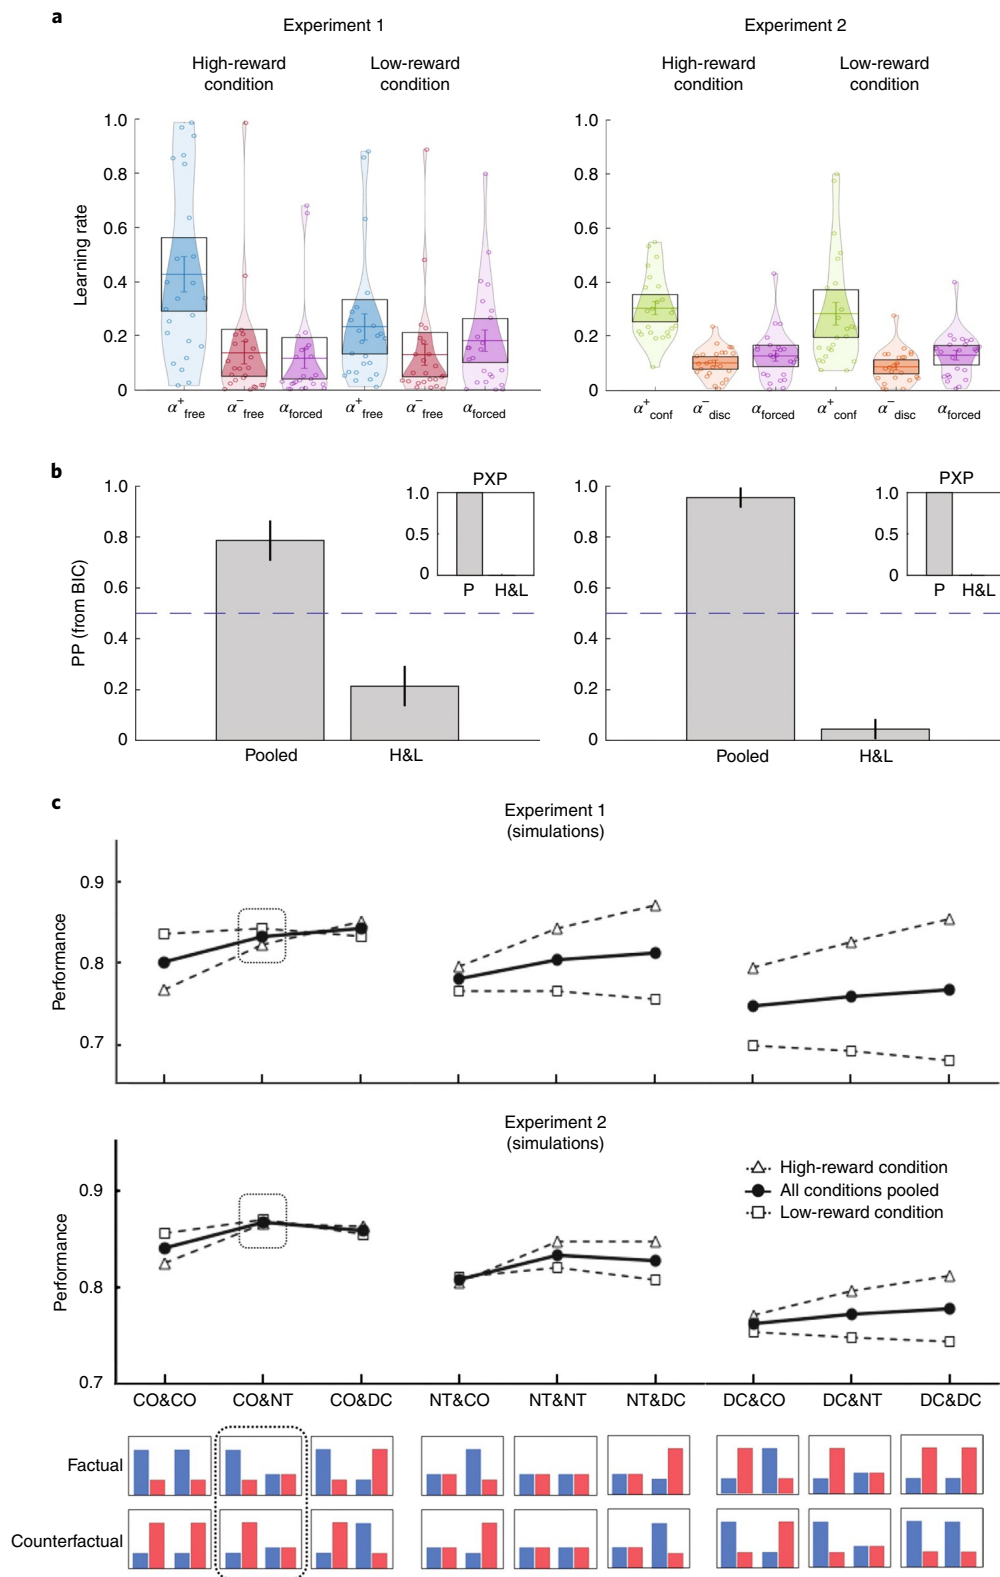 a
Experiment 1
Experiment 2
High-reward condition
Low-reward condition
High-reward condition
Low-reward condition
Learning rate
1.0
0.8
0.6
0.4
0.2
0
1.0
0.8
0.6
0.4
0.2
0
α+free
α−free
αforced
α+free
α−free
αforced
α+conf
α−disc
αforced
α+conf
α−disc
αforced
b
PP (from BIC)
1.0
0.8
0.6
0.4
0.2
0
PXP
1.0
0.5
0
P H&L
Pooled
H&L
1.0
0.8
0.6
0.4
0.2
0
PXP
1.0
0.5
0
P H&L
Pooled
H&L
c
Experiment 1
(simulations)
Performance
0.9
0.8
0.7
Experiment 2
(simulations)
High-reward condition
All conditions pooled
Low-reward condition
Performance
0.9
0.8
0.7
CO&CO CO&NT CO&DC NT&CO NT&NT NT&DC DC&CO DC&NT DC&DC
Factual
Counterfactual